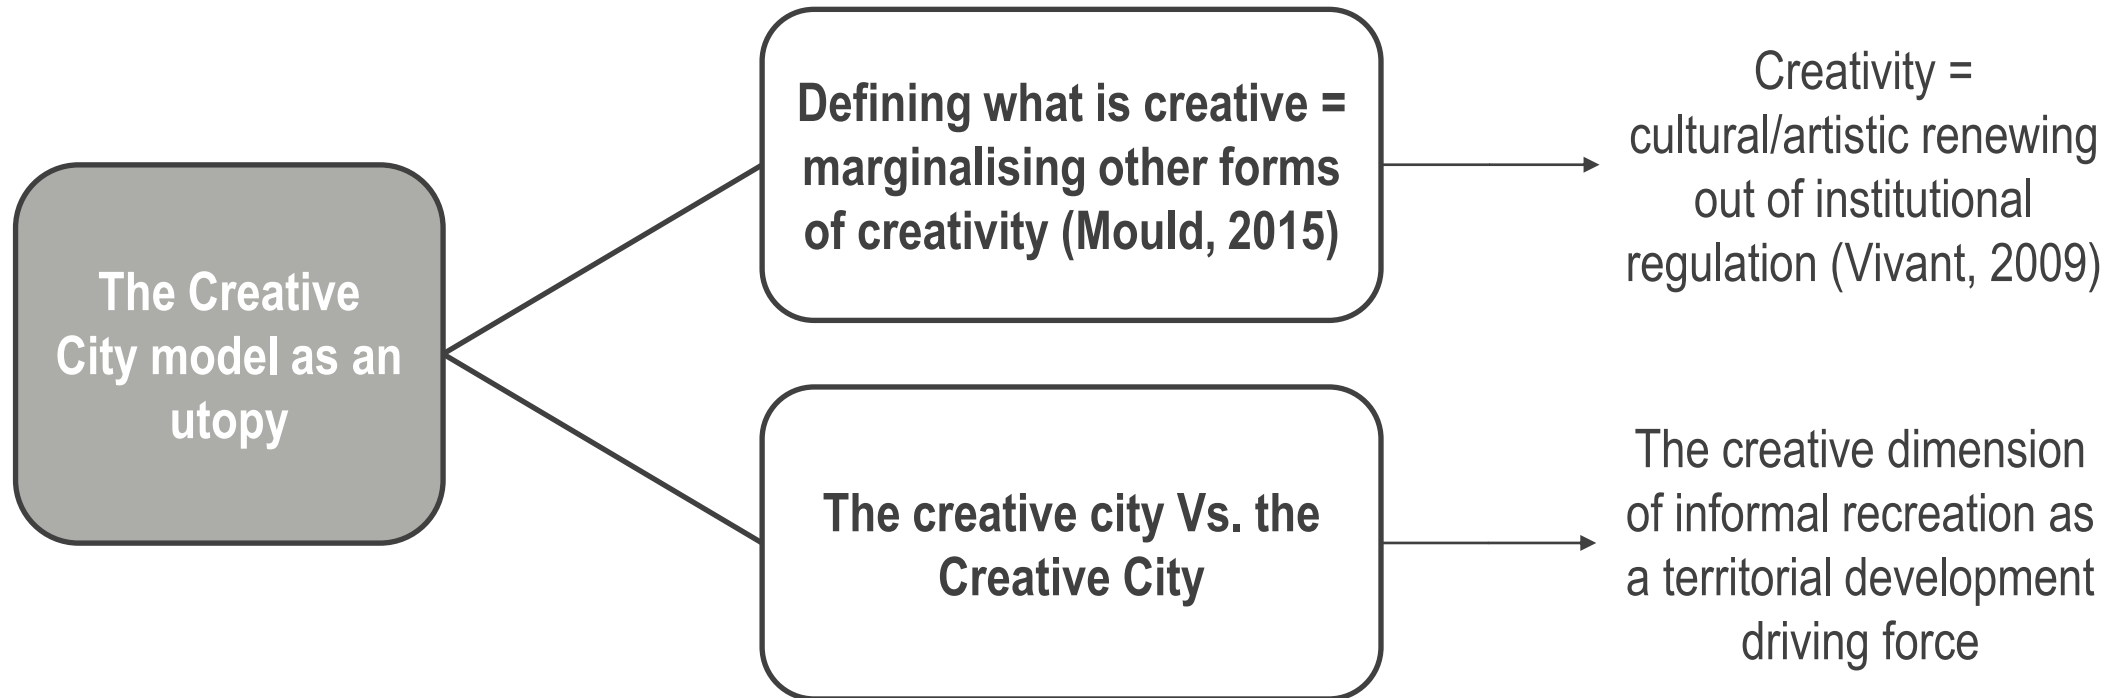 The Creative
City model as an
utopy
Defining what is creative =
marginalising other forms
of creativity (Mould, 2015)
Creativity =
cultural/artistic renewing
out of institutional
regulation (Vivant, 2009)
The creative city Vs. the
Creative City
The creative dimension
of informal recreation as
a territorial development
driving force